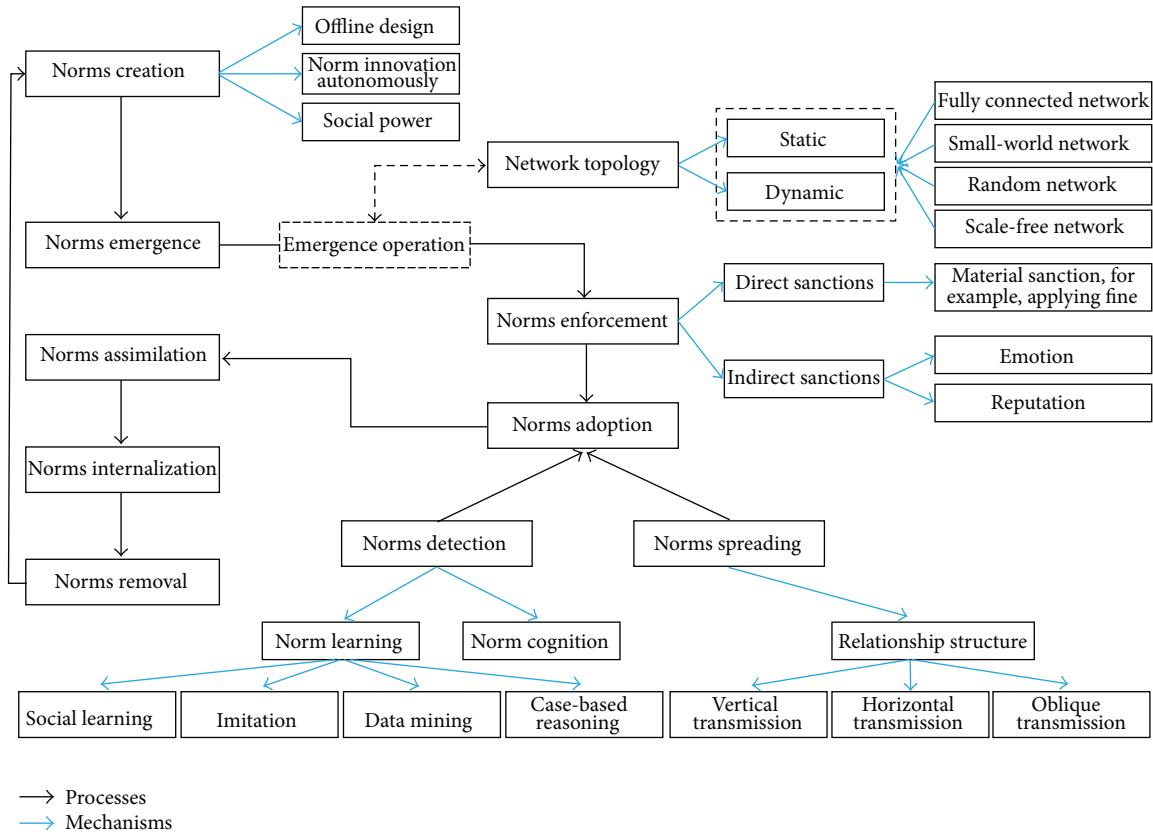 Norms creation
Offline design
Norm innovation
autonomously
Social power
Network topology
Static
Dynamic
Fully connected network
Small-world network
Random network
Scale-free network
Norms emergence
Emergence operation
Norms enforcement
Direct sanctions
Material sanction, for
example, applying fine
Indirect sanctions
Emotion
Reputation
Norms assimilation
Norms adoption
Norms internalization
Norms removal
Norms detection
Norms spreading
Norm learning
Norm cognition
Relationship structure
Social learning
Imitation
Data mining
Case-based
reasoning
Vertical
transmission
Horizontal
transmission
Oblique
transmission
Processes
Mechanisms